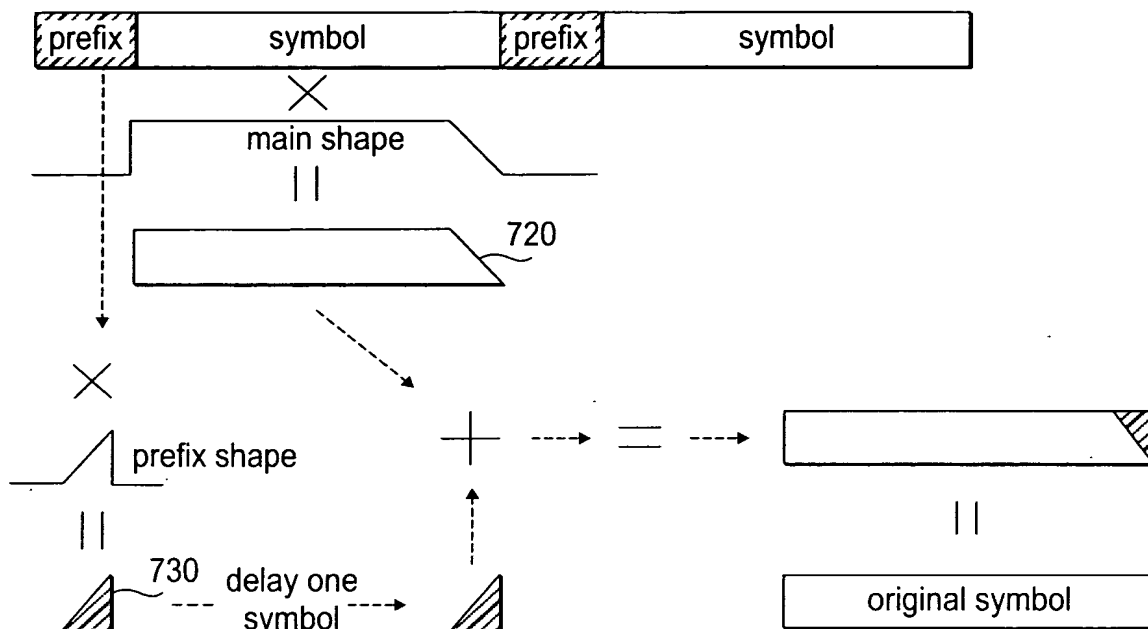 prefix symbol prefix symbol
main shape
720
prefix shape
730
delay one
symbol
original symbol